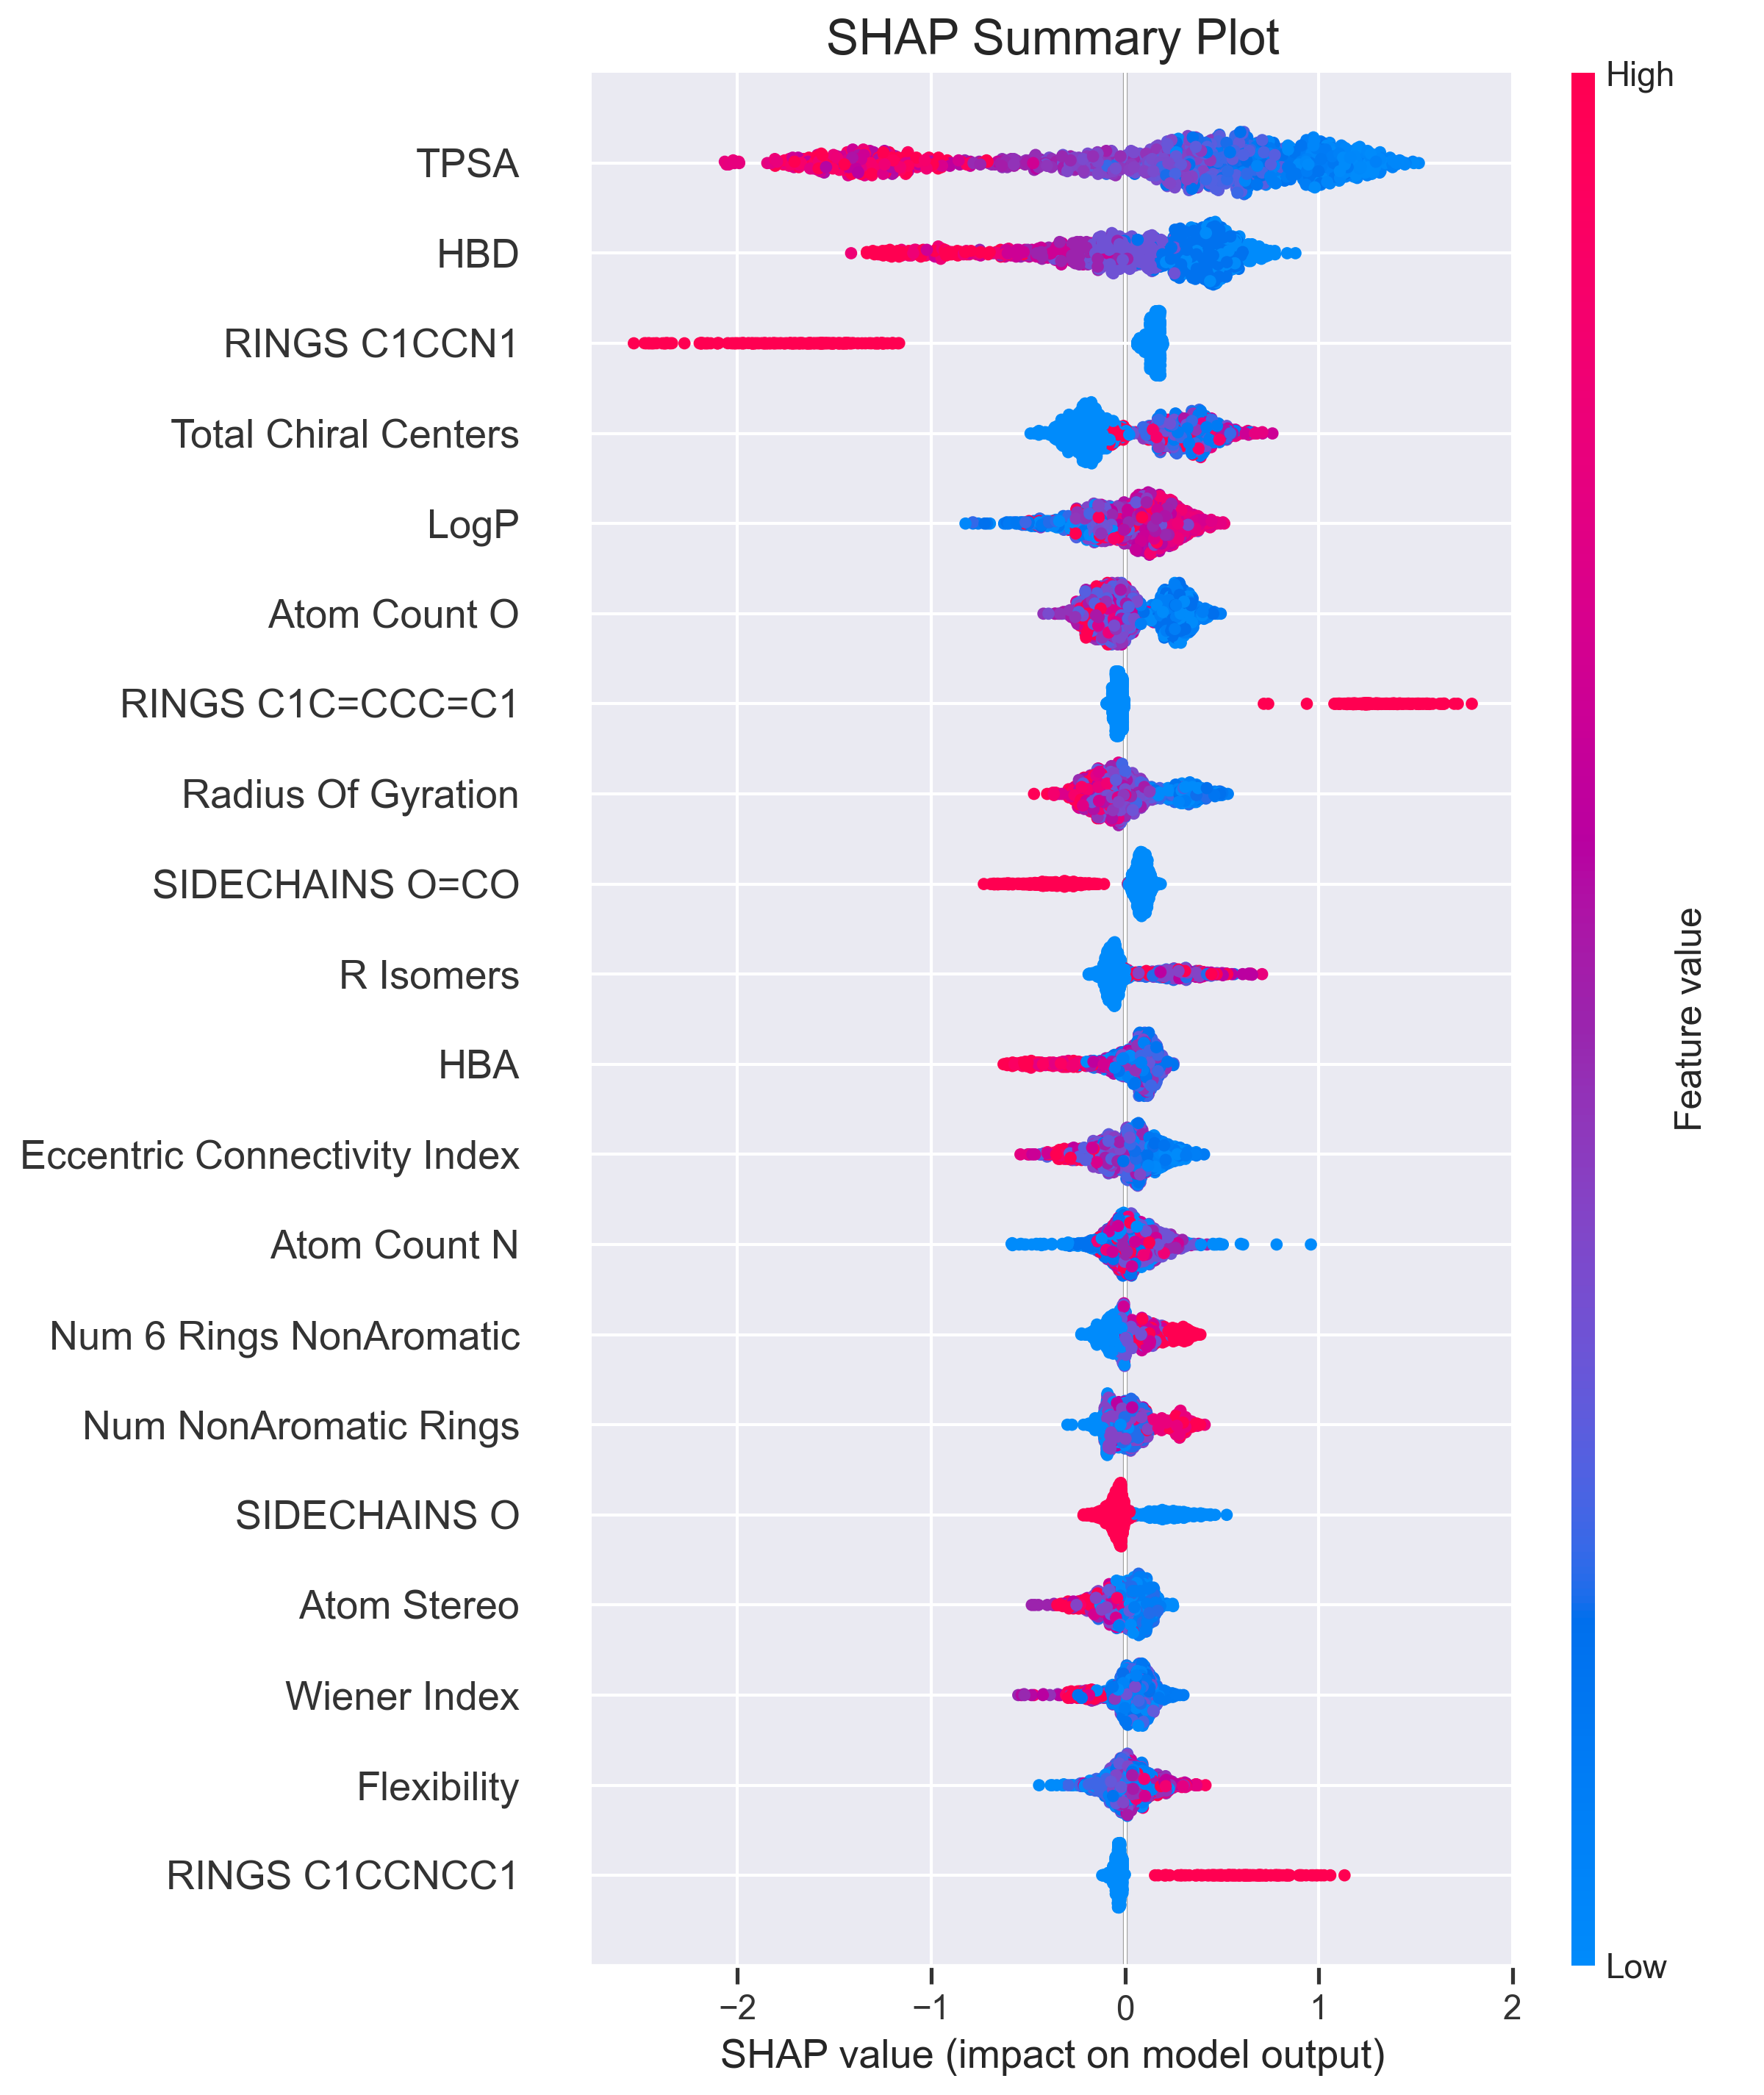 SHAP Summary Plot
High
TPSA
HBD
RINGS C1CCN1
Total Chiral Centers
LogP
Atom Count O
RINGS C1C=CCC=C1
Radius Of Gyration
SIDECHAINS O=CO
R Isomers
HBA
Eccentric Connectivity Index
Atom Count N
Num 6 Rings NonAromatic
Num NonAromatic Rings
SIDECHAINS O
Atom Stereo
Wiener Index
Flexibility
RINGS C1CCNCC1
Feature value
Low
−2 −1 0 1 2
SHAP value (impact on model output)